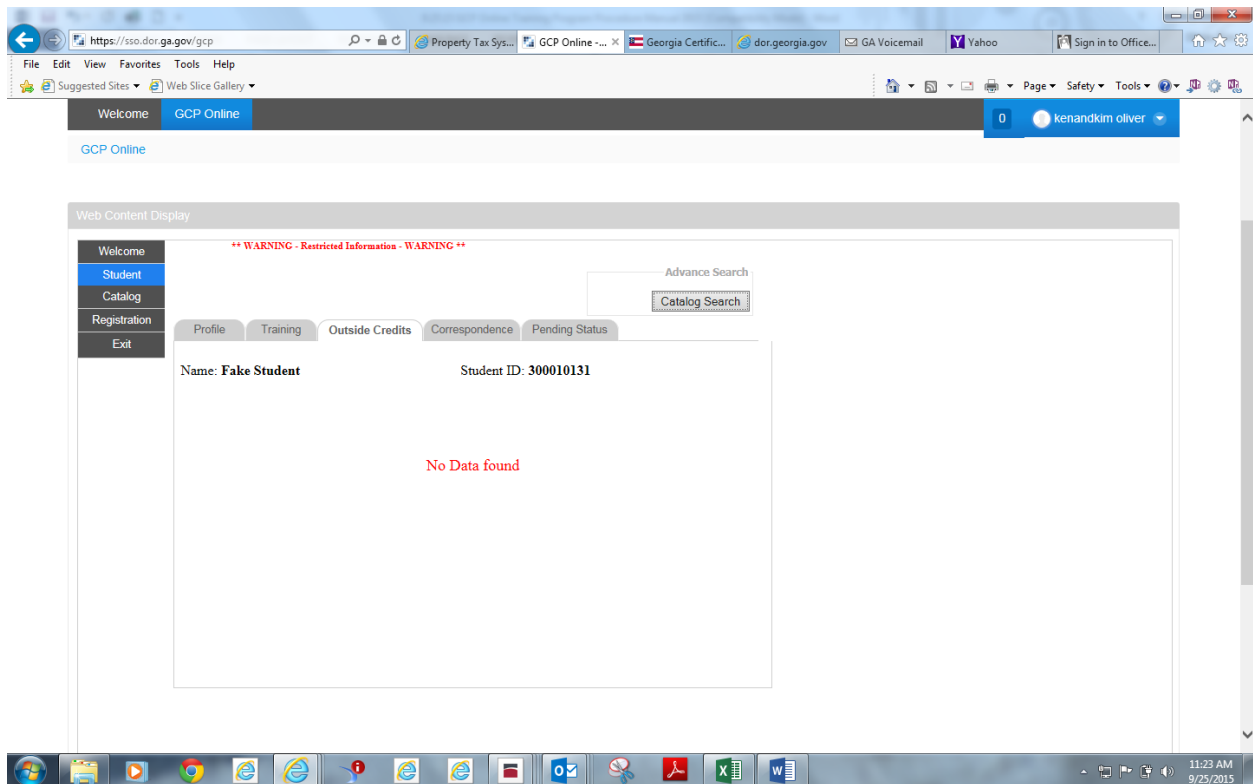 https://sso.dor.ga.gov/gcp
Property Tax Sys...
GCP Online -...
Georgia Certific...
dor.georgia.gov
GA Voicemail
Yahoo
Sign in to Office...
File Edit View Favorites Tools Help
Suggested Sites Web Slice Gallery
Page Safety Tools
Welcome GCP Online
0 kenandkim oliver
GCP Online
Web Content Display
** WARNING - Restricted Information - WARNING **
Welcome
Student
Catalog
Registration
Exit
Advance Search
Catalog Search
Profile Training Outside Credits Correspondence Pending Status
Name: Fake Student Student ID: 300010131
No Data found
11:23 AM
9/25/2015